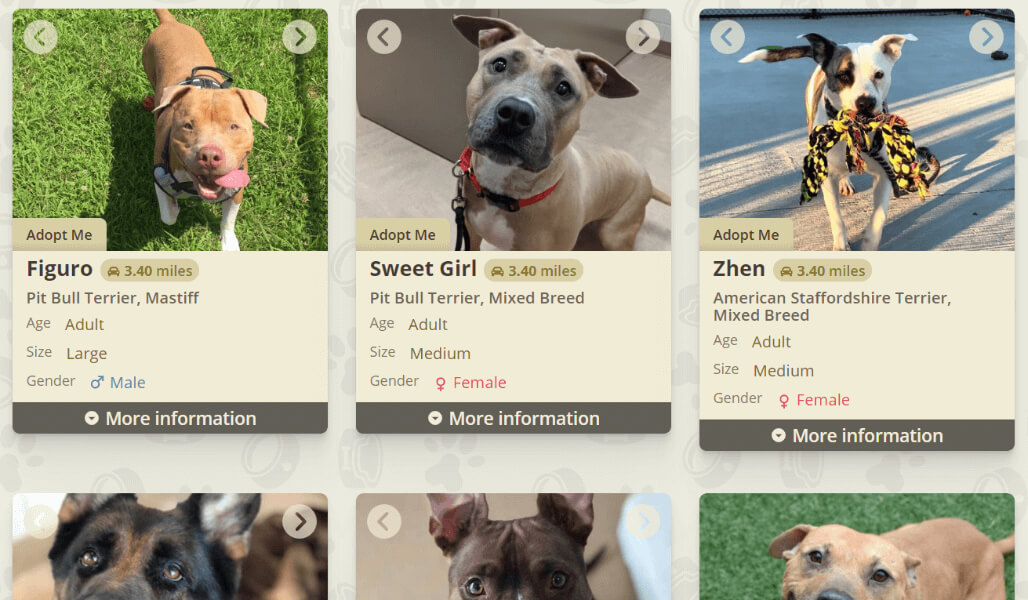 Adopt Me
Figuro 3.40 miles
Pit Bull Terrier, Mastiff
Age Adult
Size Large
Gender ♂ Male
More information
Adopt Me
Sweet Girl 3.40 miles
Pit Bull Terrier, Mixed Breed
Age Adult
Size Medium
Gender ♀ Female
More information
Adopt Me
Zhen 3.40 miles
American Staffordshire Terrier,
Mixed Breed
Age Adult
Size Medium
Gender ♀ Female
More information